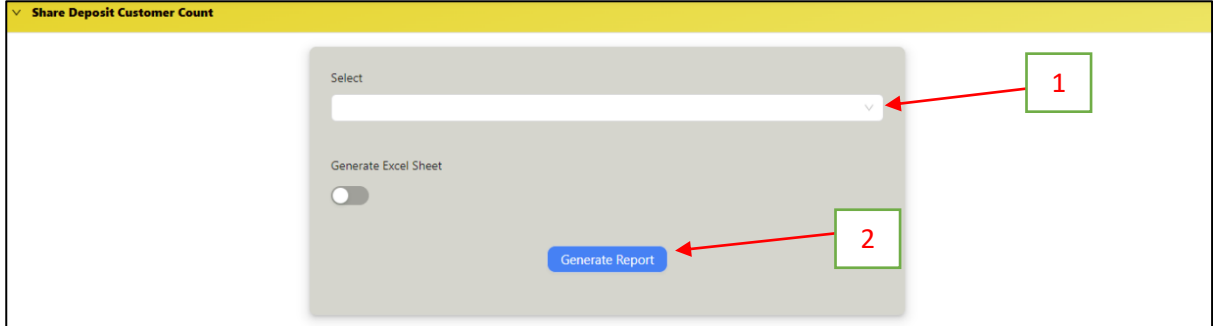 Share Deposit Customer Count
Select
1
Generate Excel Sheet
2
Generate Report